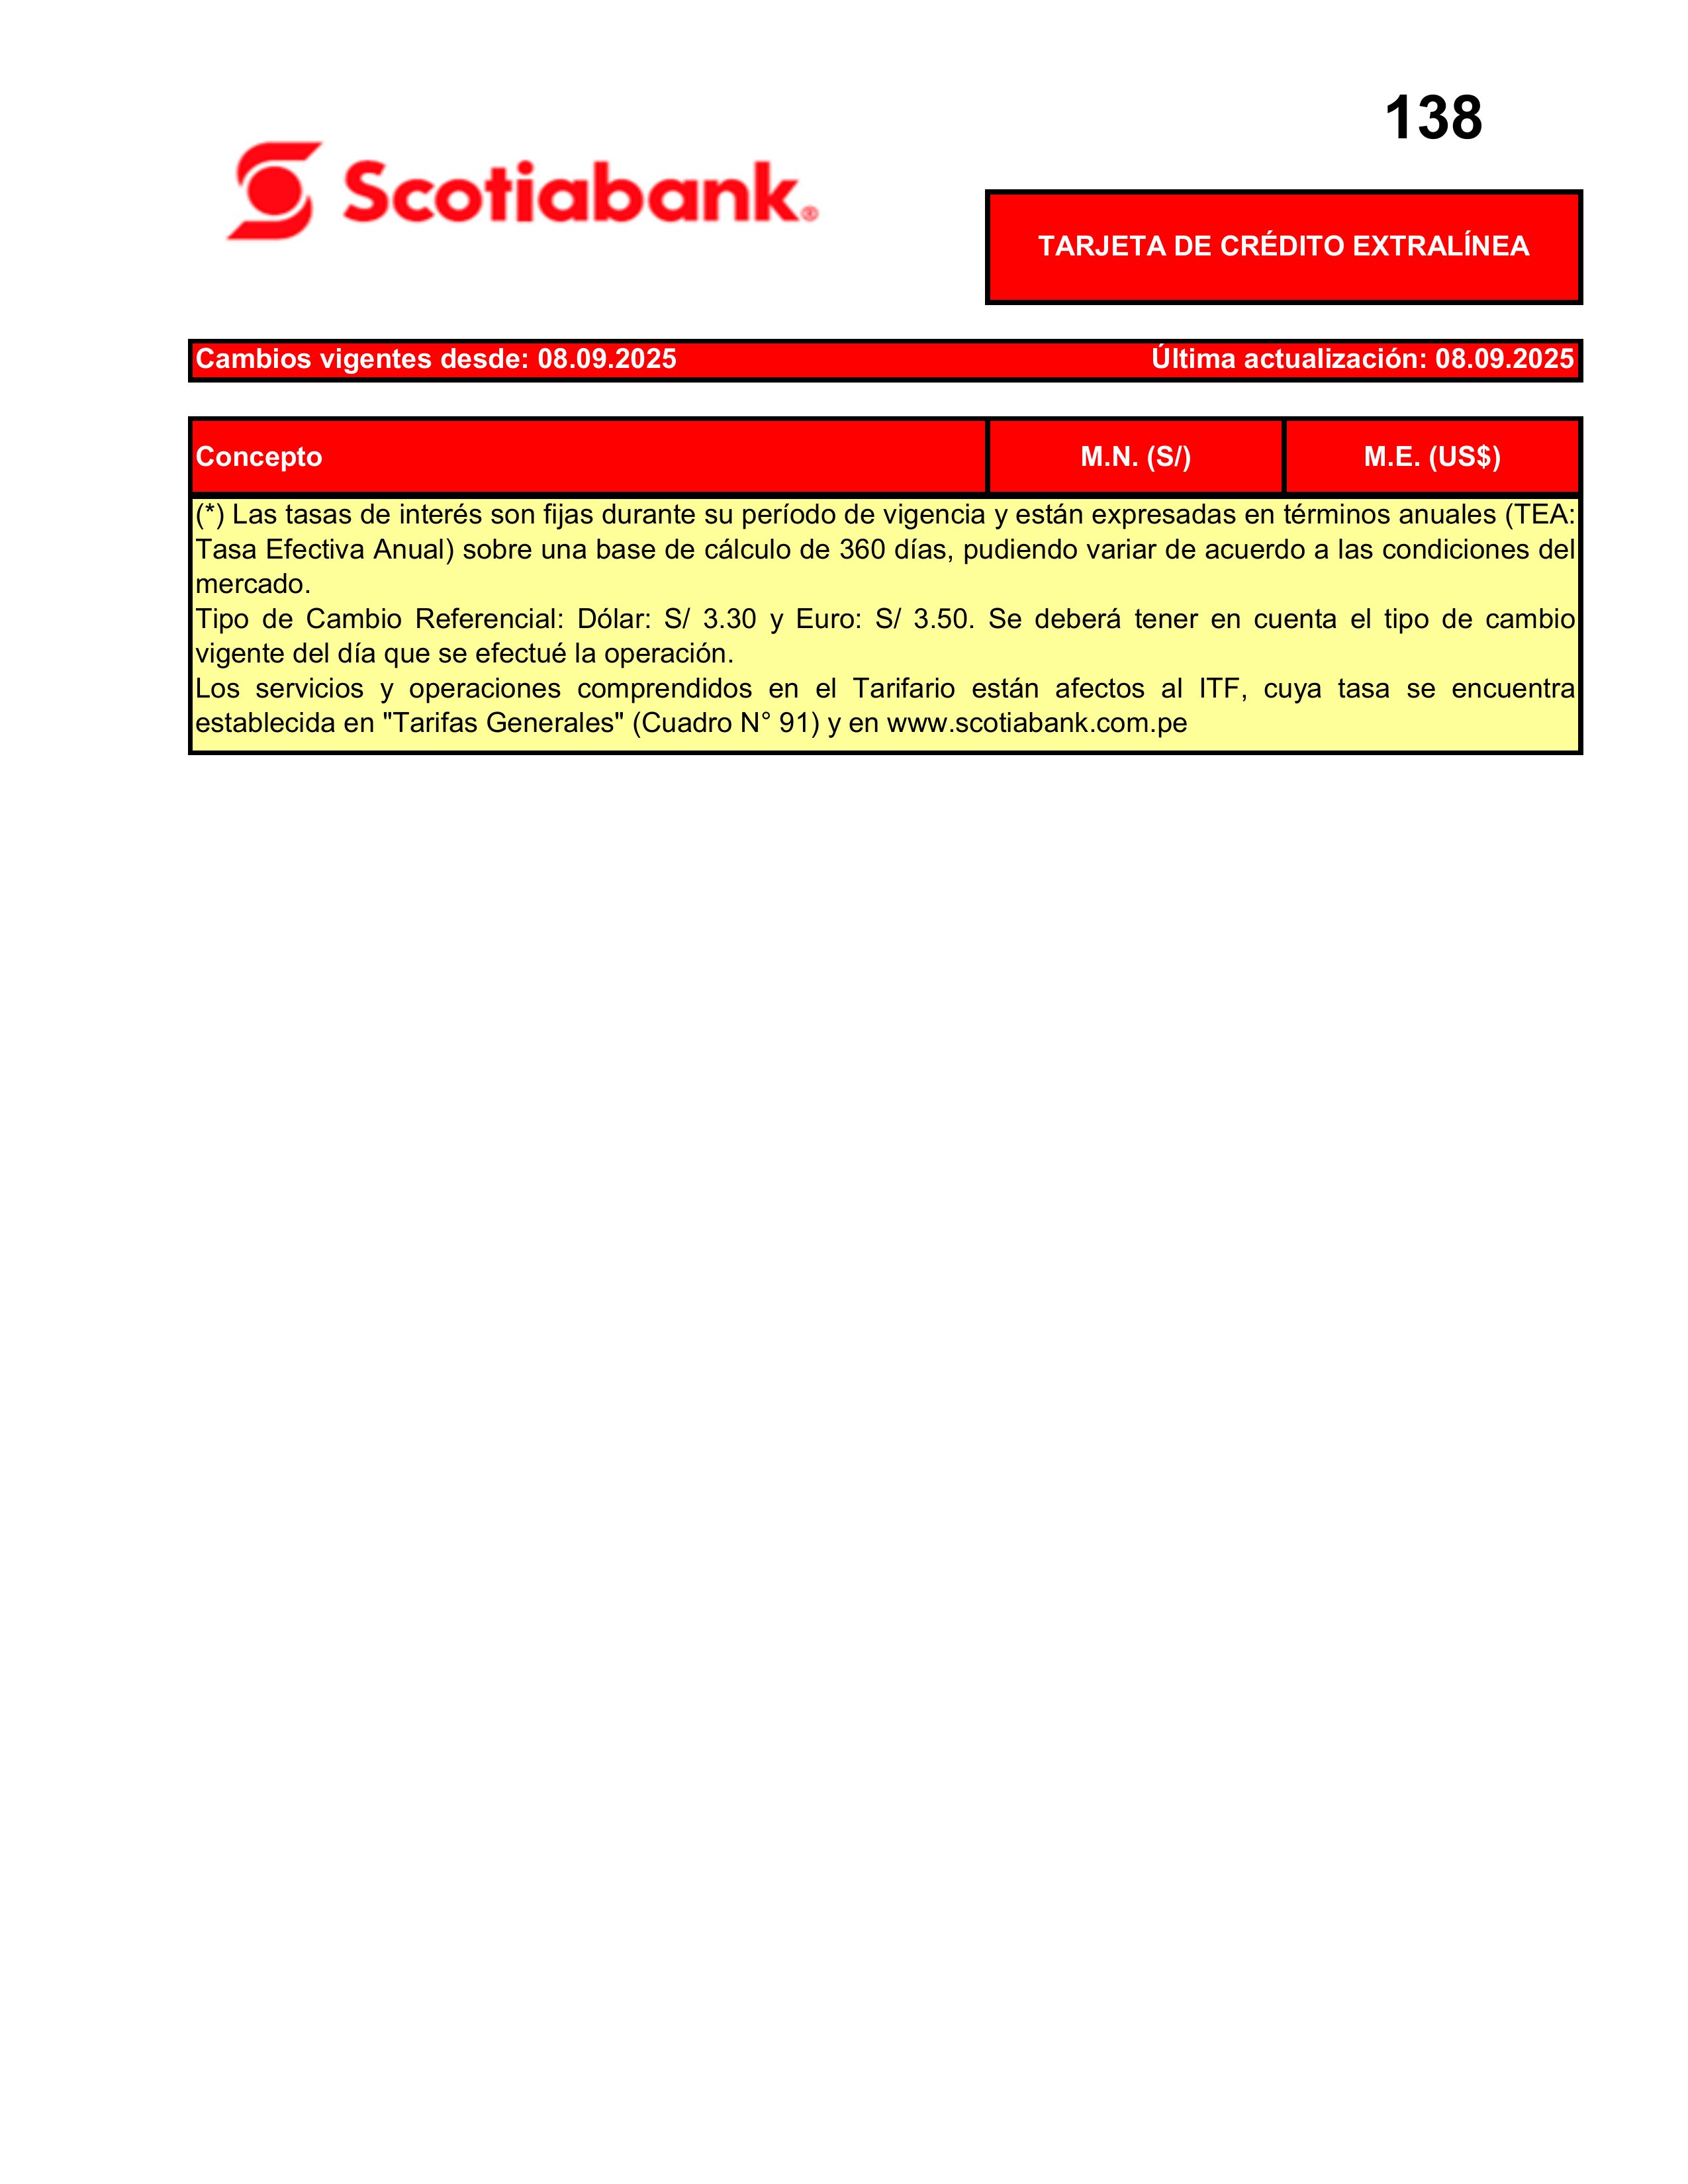 138
Scotiabank®
TARJETA DE CRÉDITO EXTRALÍNEA
Cambios vigentes desde: 08.09.2025 Última actualización: 08.09.2025
Concepto M.N. (S/) M.E. (US$)
(*) Las tasas de interés son fijas durante su período de vigencia y están expresadas en términos anuales (TEA:
Tasa Efectiva Anual) sobre una base de cálculo de 360 días, pudiendo variar de acuerdo a las condiciones del
mercado.
Tipo de Cambio Referencial: Dólar: S/ 3.30 y Euro: S/ 3.50. Se deberá tener en cuenta el tipo de cambio
vigente del día que se efectué la operación.
Los servicios y operaciones comprendidos en el Tarifario están afectos al ITF, cuya tasa se encuentra
establecida en "Tarifas Generales" (Cuadro N° 91) y en www.scotiabank.com.pe